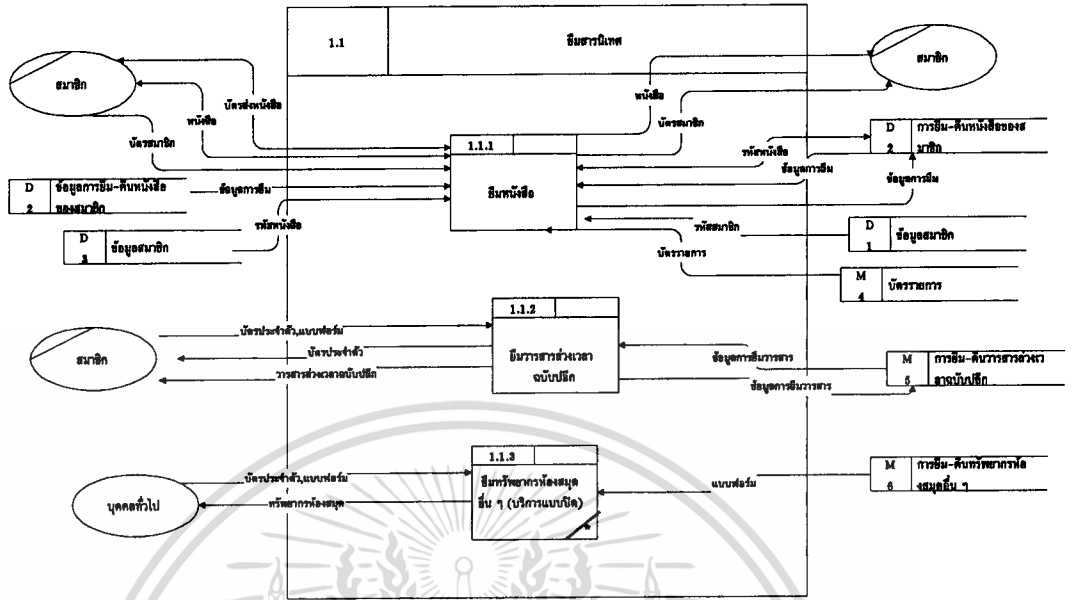 1.1
ยืมสารนิเทศ
สมาชิก
สมาชิก
บัตรส่งหนังสือ
หนังสือ
บัตรสมาชิก
หนังสือ
บัตรสมาชิก
1.1.1
ยืมหนังสือ
รหัสหนังสือ
ข้อมูลการยืม
ข้อมูลการยืม
D
2
การยืม-คืนหนังสือของส
มาชิก
D
2
ข้อมูลการยืม-คืนหนังสือ
ของสมาชิก
ข้อมูลการยืม
D
3
ข้อมูลสมาชิก
รหัสหนังสือ
รหัสสมาชิก
D
1
ข้อมูลสมาชิก
บัตรรายการ
M
4
บัตรรายการ
สมาชิก
บัตรประจำตัว,แบบฟอร์ม
บัตรประจำตัว
วารสารล่วงเวลาฉบับปลีก
1.1.2
ยืมวารสารล่วงเวลา
ฉบับปลีก
ข้อมูลการยืมวารสาร
ข้อมูลการยืมวารสาร
M
5
การยืม-คืนวารสารล่วงเว
ลาฉบับปลีก
บุคคลทั่วไป
บัตรประจำตัว,แบบฟอร์ม
ทรัพยากรห้องสมุด
1.1.3
ยืมทรัพยากรห้องสมุด
อื่น ๆ (บริการแบบปิด)
*
แบบฟอร์ม
M
6
การยืม-คืนทรัพยากรห้อ
งสมุดอื่น ๆ